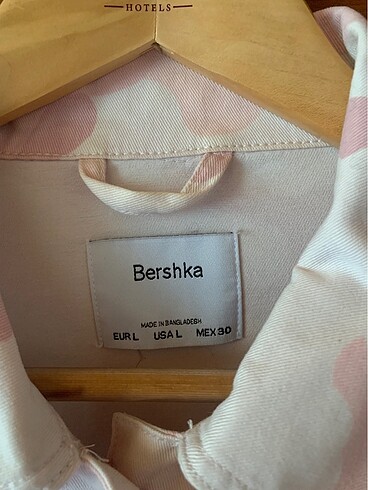 HOTELS
Bershka
MADE IN BANGLADESH
EUR L USA L MEX 30